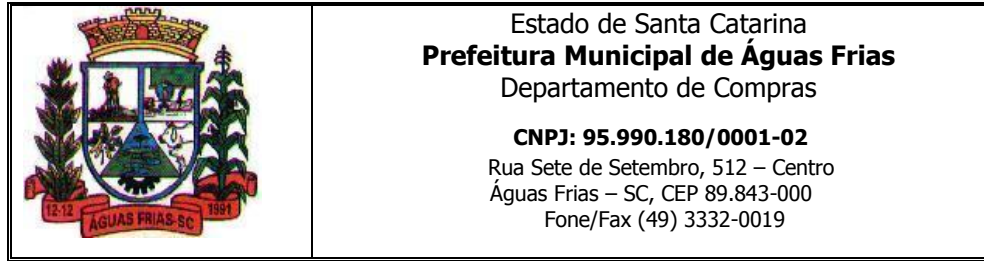 Estado de Santa Catarina
Prefeitura Municipal de Águas Frias
Departamento de Compras
CNPJ: 95.990.180/0001-02
Rua Sete de Setembro, 512 – Centro
Águas Frias – SC, CEP 89.843-000
Fone/Fax (49) 3332-0019
12-12
ÁGUAS FRIAS-SC
1991